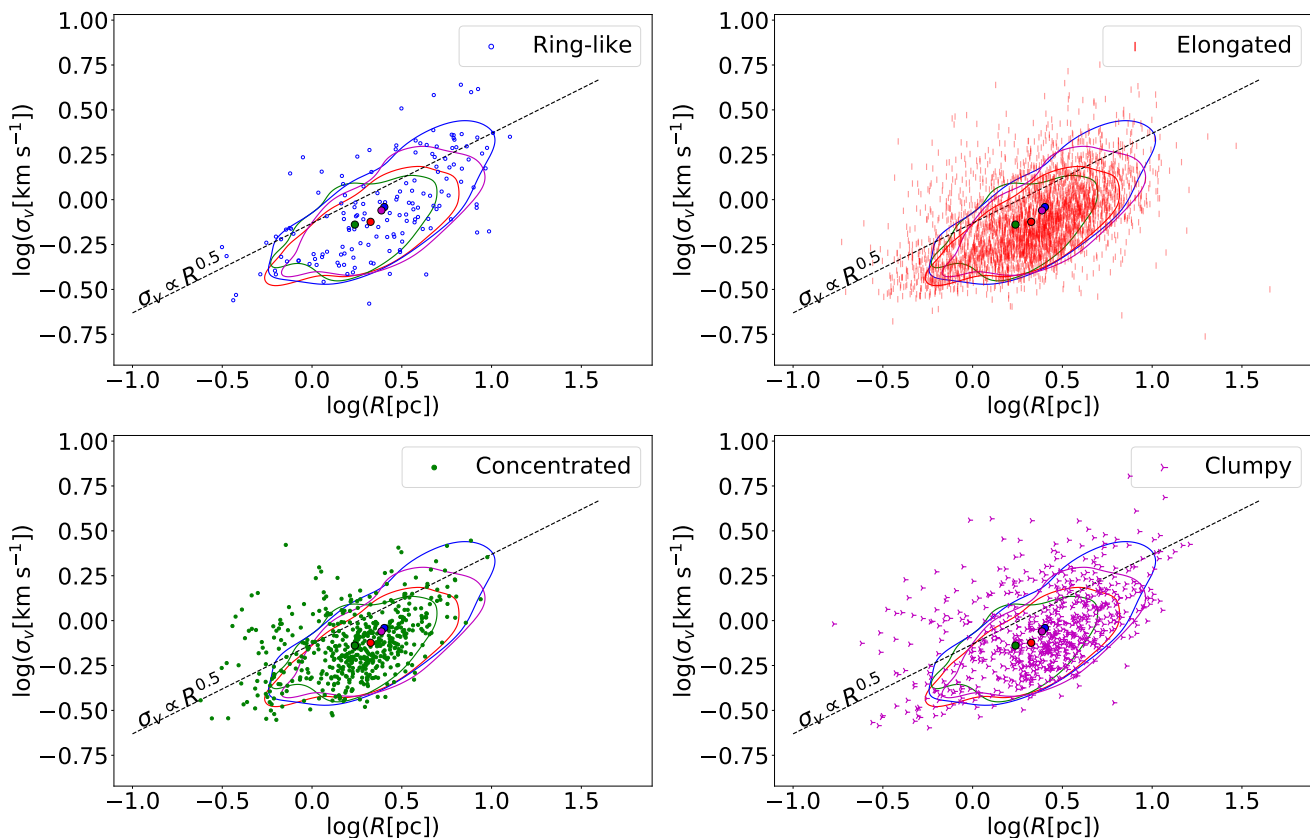 1.00
0.75
0.50
0.25
0.00
−0.25
−0.50
−0.75
log(σᵥ[km s⁻¹])
Ring-like
σᵥ ∝ R⁰·⁵
−1.0 −0.5 0.0 0.5 1.0 1.5
log(R[pc])
1.00
0.75
0.50
0.25
0.00
−0.25
−0.50
−0.75
log(σᵥ[km s⁻¹])
Elongated
σᵥ ∝ R⁰·⁵
−1.0 −0.5 0.0 0.5 1.0 1.5
log(R[pc])
1.00
0.75
0.50
0.25
0.00
−0.25
−0.50
−0.75
log(σᵥ[km s⁻¹])
Concentrated
σᵥ ∝ R⁰·⁵
−1.0 −0.5 0.0 0.5 1.0 1.5
log(R[pc])
1.00
0.75
0.50
0.25
0.00
−0.25
−0.50
−0.75
log(σᵥ[km s⁻¹])
Clumpy
σᵥ ∝ R⁰·⁵
−1.0 −0.5 0.0 0.5 1.0 1.5
log(R[pc])